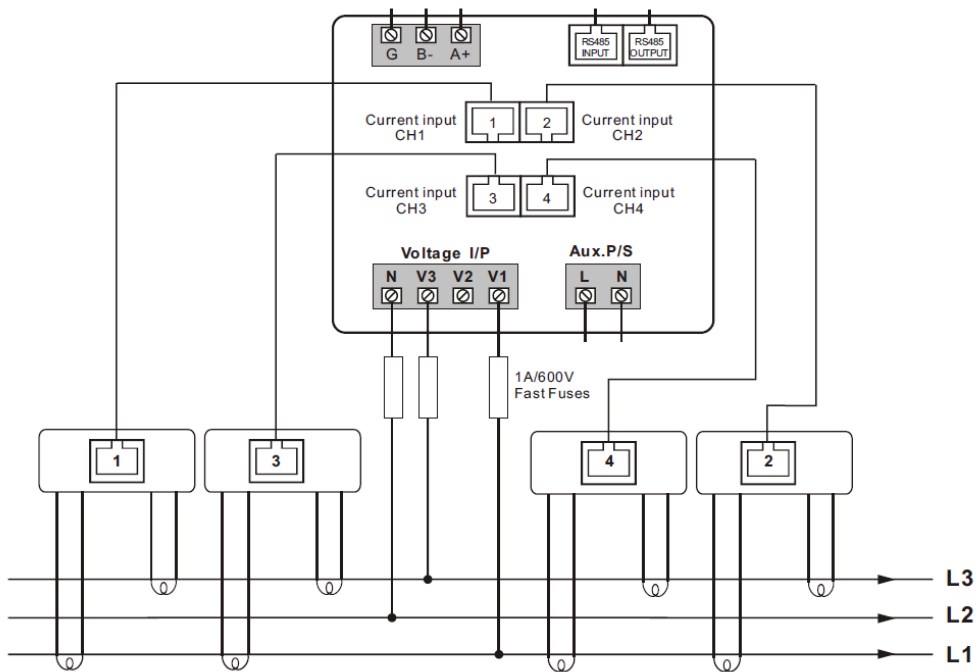 G B- A+
RS485 INPUT
RS485 OUTPUT
Current input
CH1
1
2
Current input
CH2
Current input
CH3
3
4
Current input
CH4
Voltage I/P
N V3 V2 V1
Aux.P/S
L N
1A/600V
Fast Fuses
1
3
4
2
L3
L2
L1